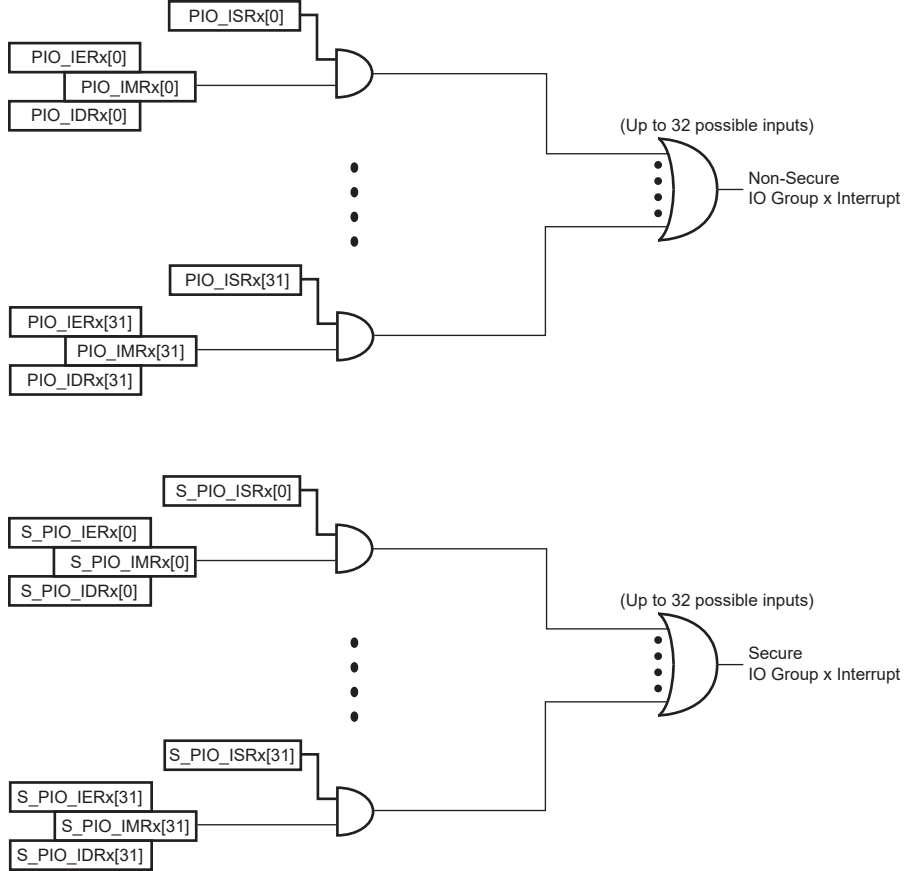 PIO_ISRx[0]
PIO_IERx[0]
PIO_IMRx[0]
PIO_IDRx[0]
(Up to 32 possible inputs)
Non-Secure
IO Group x Interrupt
PIO_ISRx[31]
PIO_IERx[31]
PIO_IMRx[31]
PIO_IDRx[31]
S_PIO_ISRx[0]
S_PIO_IERx[0]
S_PIO_IMRx[0]
S_PIO_IDRx[0]
(Up to 32 possible inputs)
Secure
IO Group x Interrupt
S_PIO_ISRx[31]
S_PIO_IERx[31]
S_PIO_IMRx[31]
S_PIO_IDRx[31]